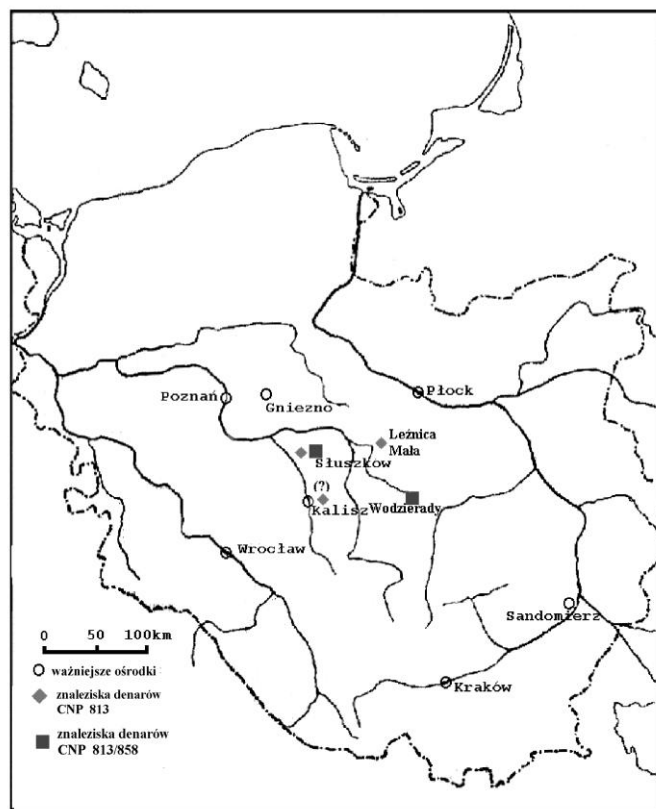 Poznań
Gniezno
Płock
Leźnica
Mała
Słuszków
(?)
Kalisz
Wodzierady
Wrocław
Sandomierz
Kraków
0 50 100km
ważniejsze ośrodki
znaleziska denarów
CNP 813
znaleziska denarów
CNP 813/858